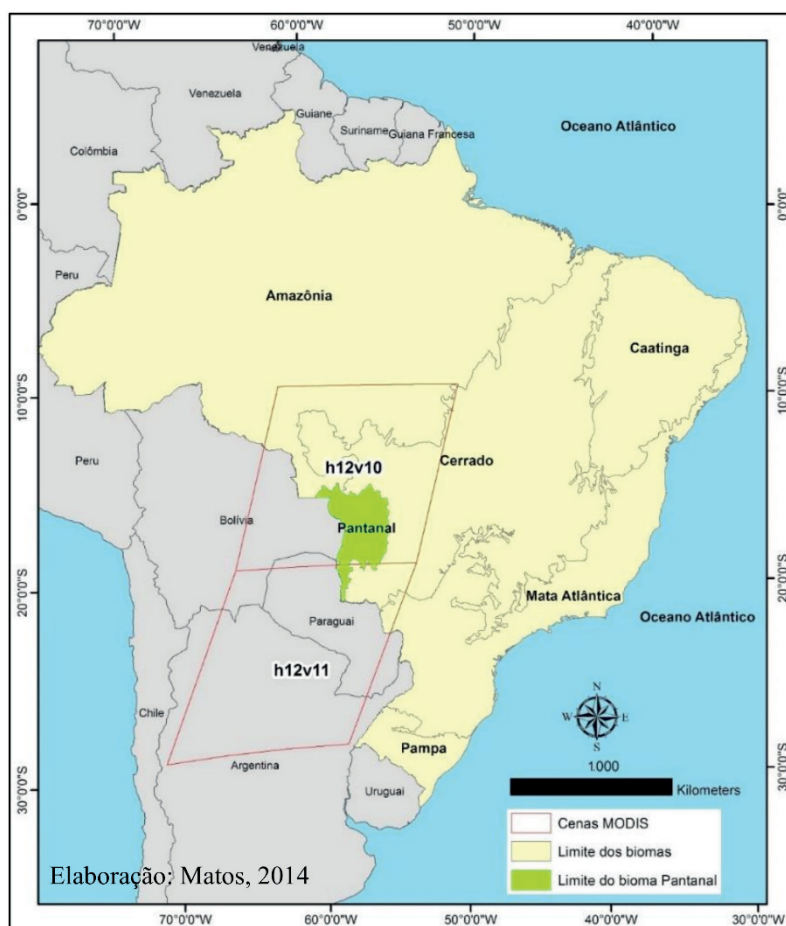 70°0'0"W 60°0'0"W 50°0'0"W 40°0'0"W
Venezuela
Venezuela
Guiane
Suriname
Guiana Francesa
Oceano Atlântico
Colômbia
0°0'0"
0°0'0"
Peru
Amazônia
Caatinga
10°0'0"S
10°0'0"S
Peru
h12v10
Cerrado
Bolívia
Pantanal
20°0'0"S
20°0'0"S
Mata Atlântica
Oceano Atlântico
Paraguai
h12v11
Chile
N
W E
S
Pampa
Argentina
1.000
Kilometers
Uruguai
30°0'0"S
30°0'0"S
Cenas MODIS
Limite dos biomas
Limite do bioma Pantanal
Elaboração: Matos, 2014
70°0'0"W 60°0'0"W 50°0'0"W 40°0'0"W 30°0'0"W